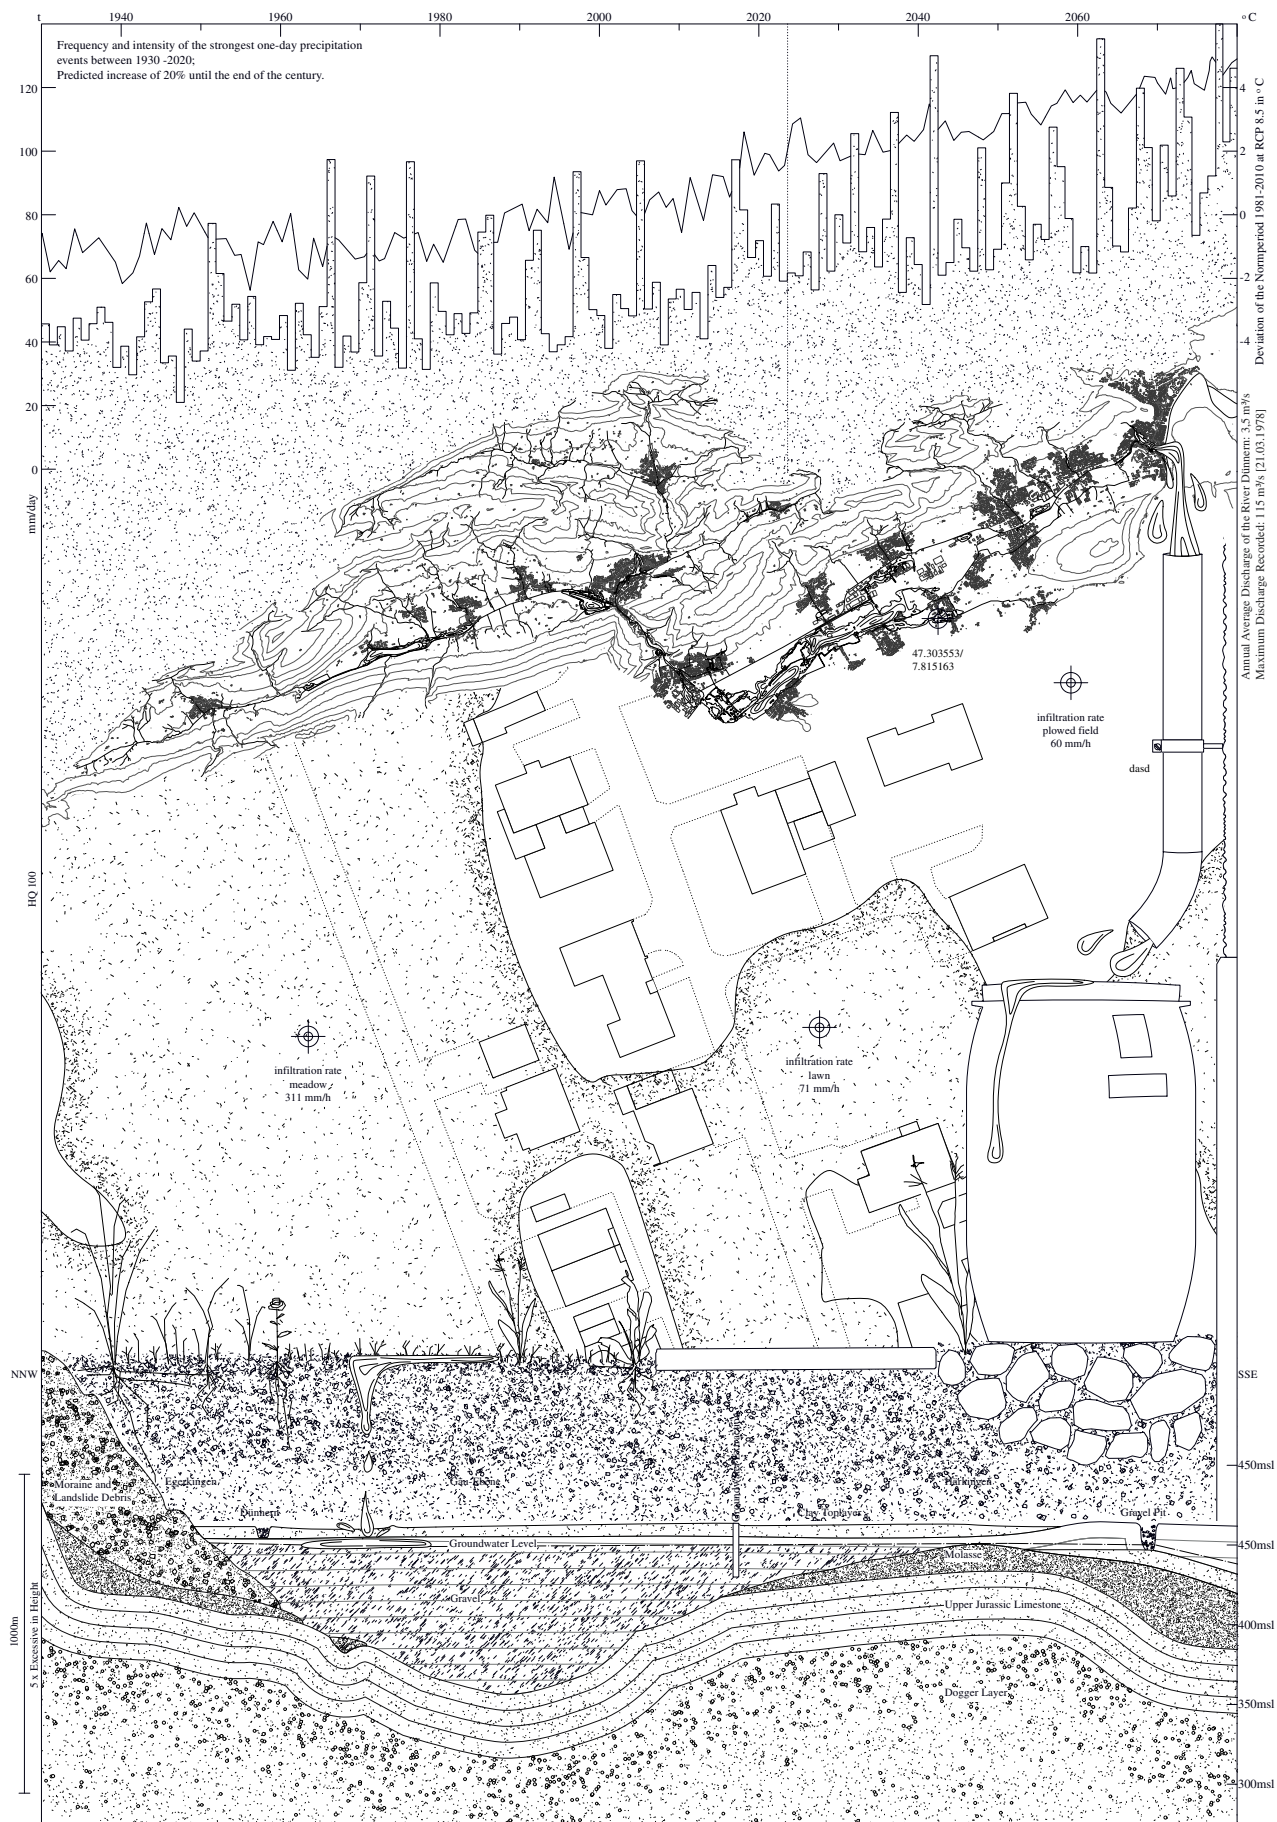 t
1940
1960
1980
2000
2020
2040
2060
° C
Frequency and intensity of the strongest one-day precipitation
events between 1930 -2020;
Predicted increase of 20% until the end of the century.
120
100
80
60
40
20
0
mm/day
4
2
0
-2
-4
Deviation of the Normperiod 1981-2010 at RCP 8.5 in ° C
Annual Average Discharge of the River Dünnern: 3,5 m³/s
Maximum Discharge Recorded: 115 m³/s [21.03.1978]
47.303553/
7.815163
infiltration rate
plowed field
60 mm/h
dasd
HQ 100
infiltration rate
meadow
311 mm/h
infiltration rate
lawn
71 mm/h
NNW
SSE
450msl
Moraine and
Landslide Debris
Egerkingen
Gäu-Ebene
Härkingen
Dünnern
Clay Toplayer
Gravel Pit
Groundwater Level
450msl
Molasse
Gravel
Upper Jurassic Limestone
400msl
1000m
5 x Excessive in Height
Dogger Layer
350msl
300msl